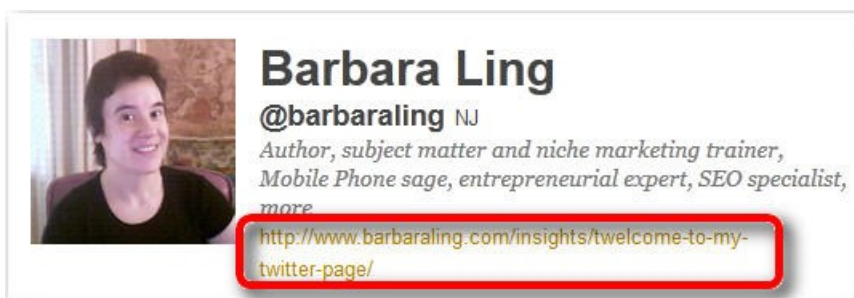 Barbara Ling
@barbaraling NJ
Author, subject matter and niche marketing trainer,
Mobile Phone sage, entrepreneurial expert, SEO specialist,
more
http://www.barbaraling.com/insights/twelcome-to-my-
twitter-page/